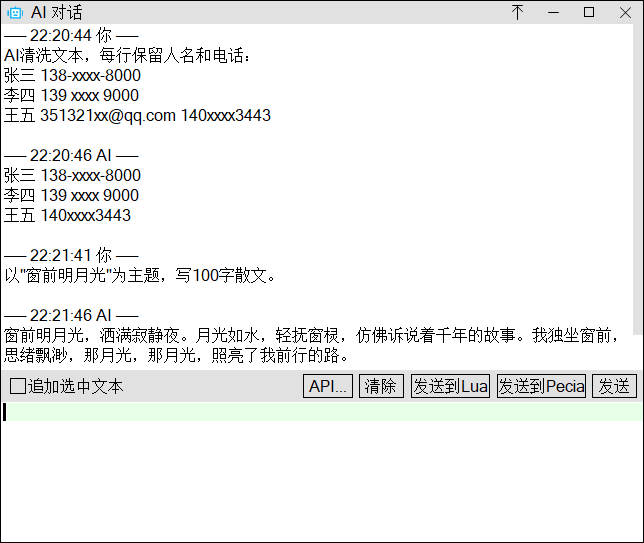 AI 对话
── 22:20:44 你 ──
AI清洗文本，每行保留人名和电话：
张三 138-xxxx-8000
李四 139 xxxx 9000
王五 351321xx@qq.com 140xxxx3443
── 22:20:46 AI ──
张三 138-xxxx-8000
李四 139 xxxx 9000
王五 140xxxx3443
── 22:21:41 你 ──
以"窗前明月光"为主题，写100字散文。
── 22:21:46 AI ──
窗前明月光，洒满寂静夜。月光如水，轻抚窗棂，仿佛诉说着千年的故事。我独坐窗前，
思绪飘渺，那月光，那月光，照亮了我前行的路。
追加选中文本 API... 清除 发送到Lua 发送到Pecia 发送